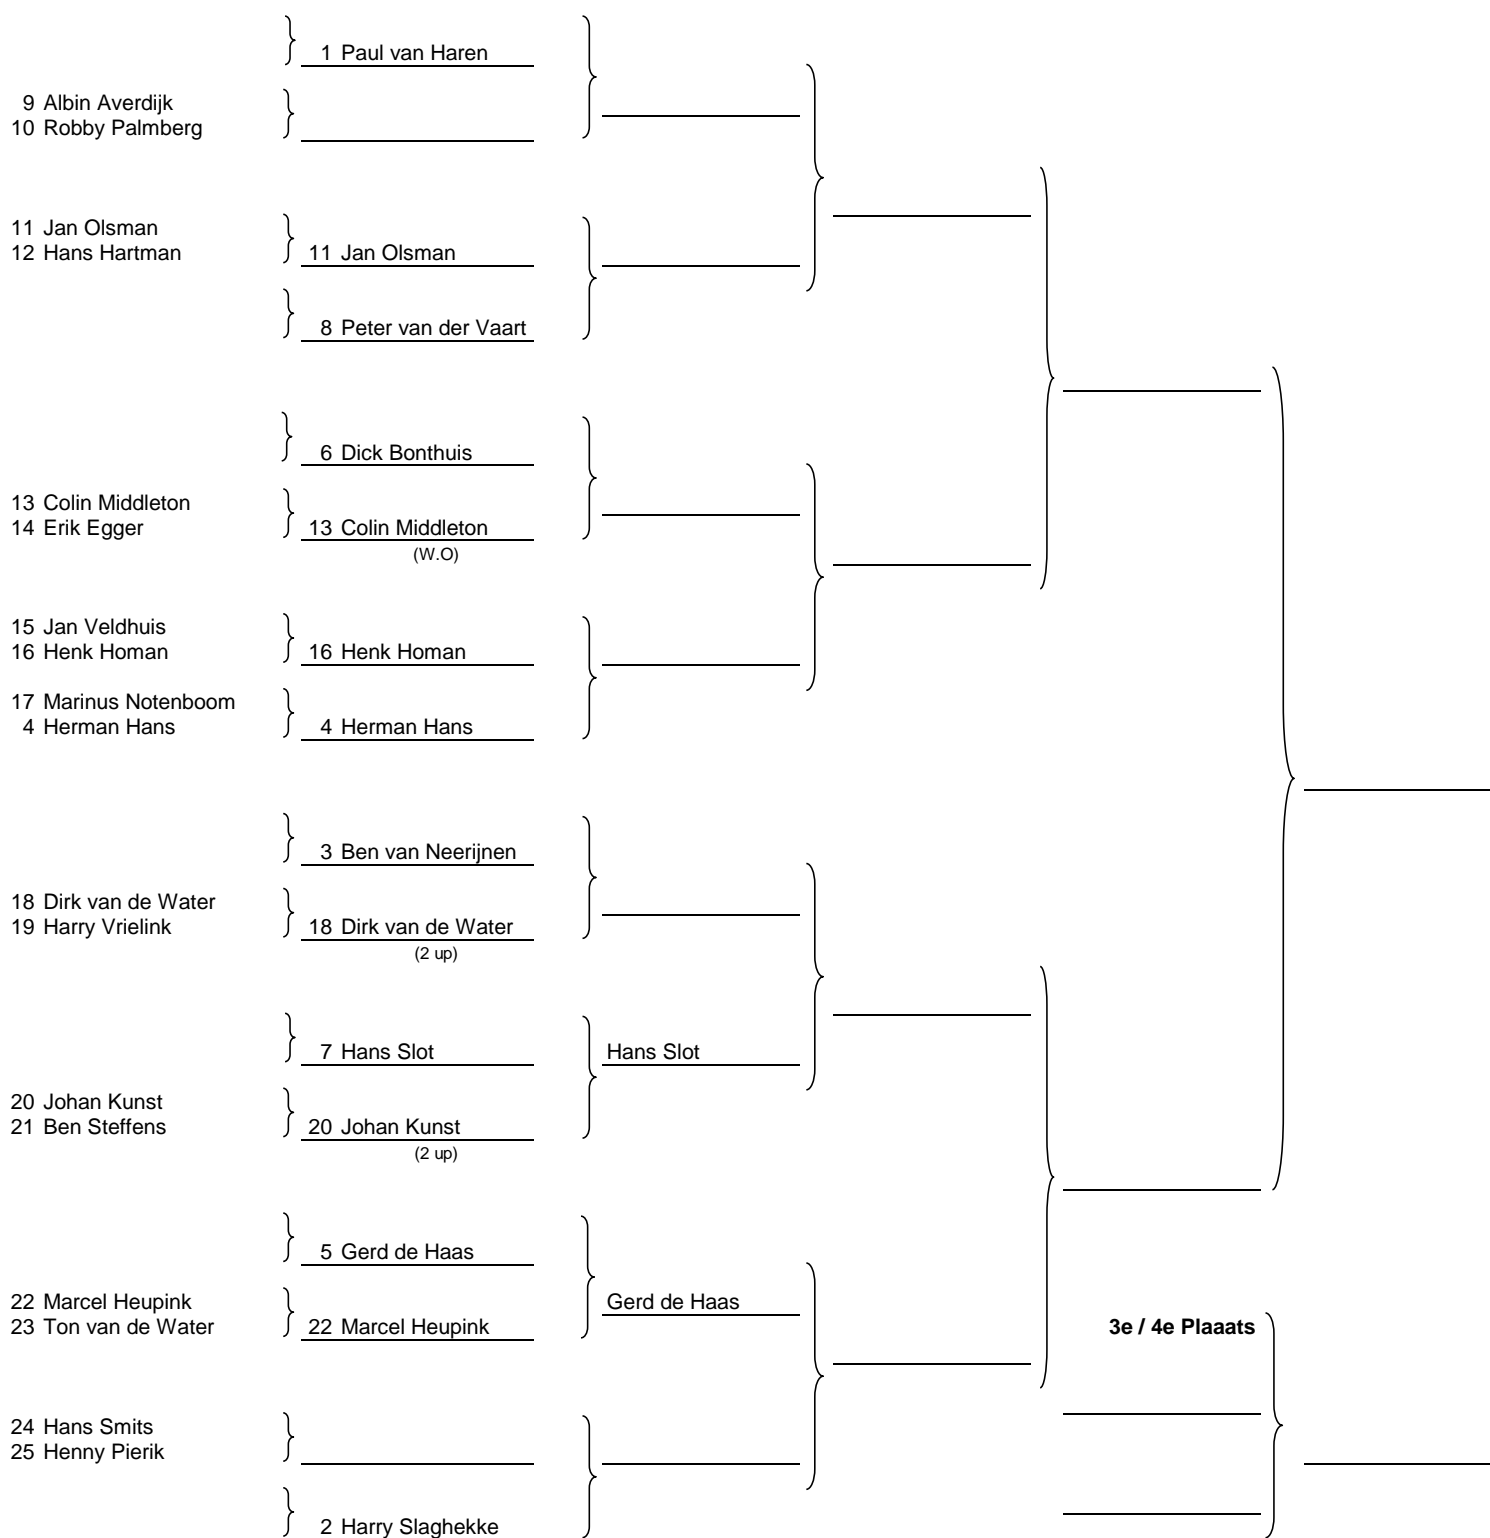 1 Paul van Haren
9 Albin Averdijk
10 Robby Palmberg
11 Jan Olsman
12 Hans Hartman
11 Jan Olsman
8 Peter van der Vaart
6 Dick Bonthuis
13 Colin Middleton
14 Erik Egger
13 Colin Middleton
(W.O)
15 Jan Veldhuis
16 Henk Homan
16 Henk Homan
17 Marinus Notenboom
4 Herman Hans
4 Herman Hans
3 Ben van Neerijnen
18 Dirk van de Water
19 Harry Vrielink
18 Dirk van de Water
(2 up)
7 Hans Slot
Hans Slot
20 Johan Kunst
21 Ben Steffens
20 Johan Kunst
(2 up)
5 Gerd de Haas
Gerd de Haas
22 Marcel Heupink
23 Ton van de Water
22 Marcel Heupink
3e / 4e Plaaats
24 Hans Smits
25 Henny Pierik
2 Harry Slaghekke